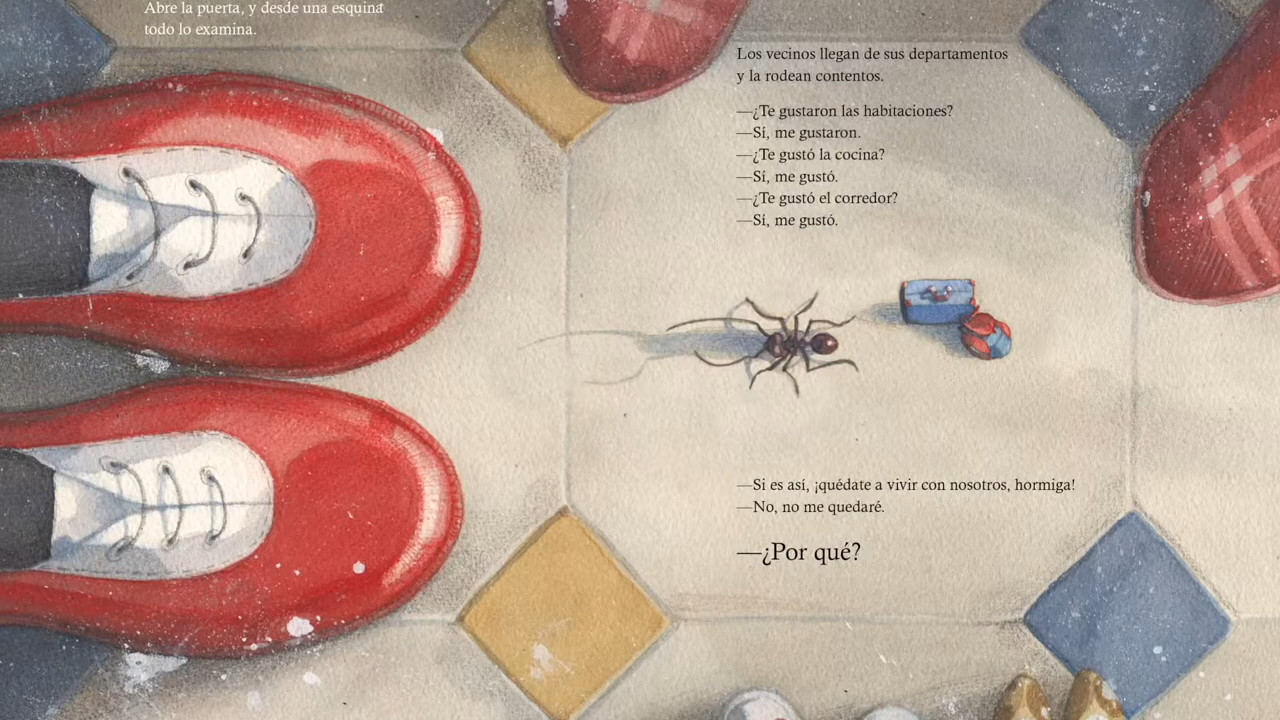 Abre la puerta, y desde una esquina
todo lo examina.
Los vecinos llegan de sus departamentos
y la rodean contentos.
—¿Te gustaron las habitaciones?
—Sí, me gustaron.
—¿Te gustó la cocina?
—Sí, me gustó.
—¿Te gustó el corredor?
—Sí, me gustó.
—Si es así, ¡quédate a vivir con nosotros, hormiga!
—No, no me quedaré.
—¿Por qué?